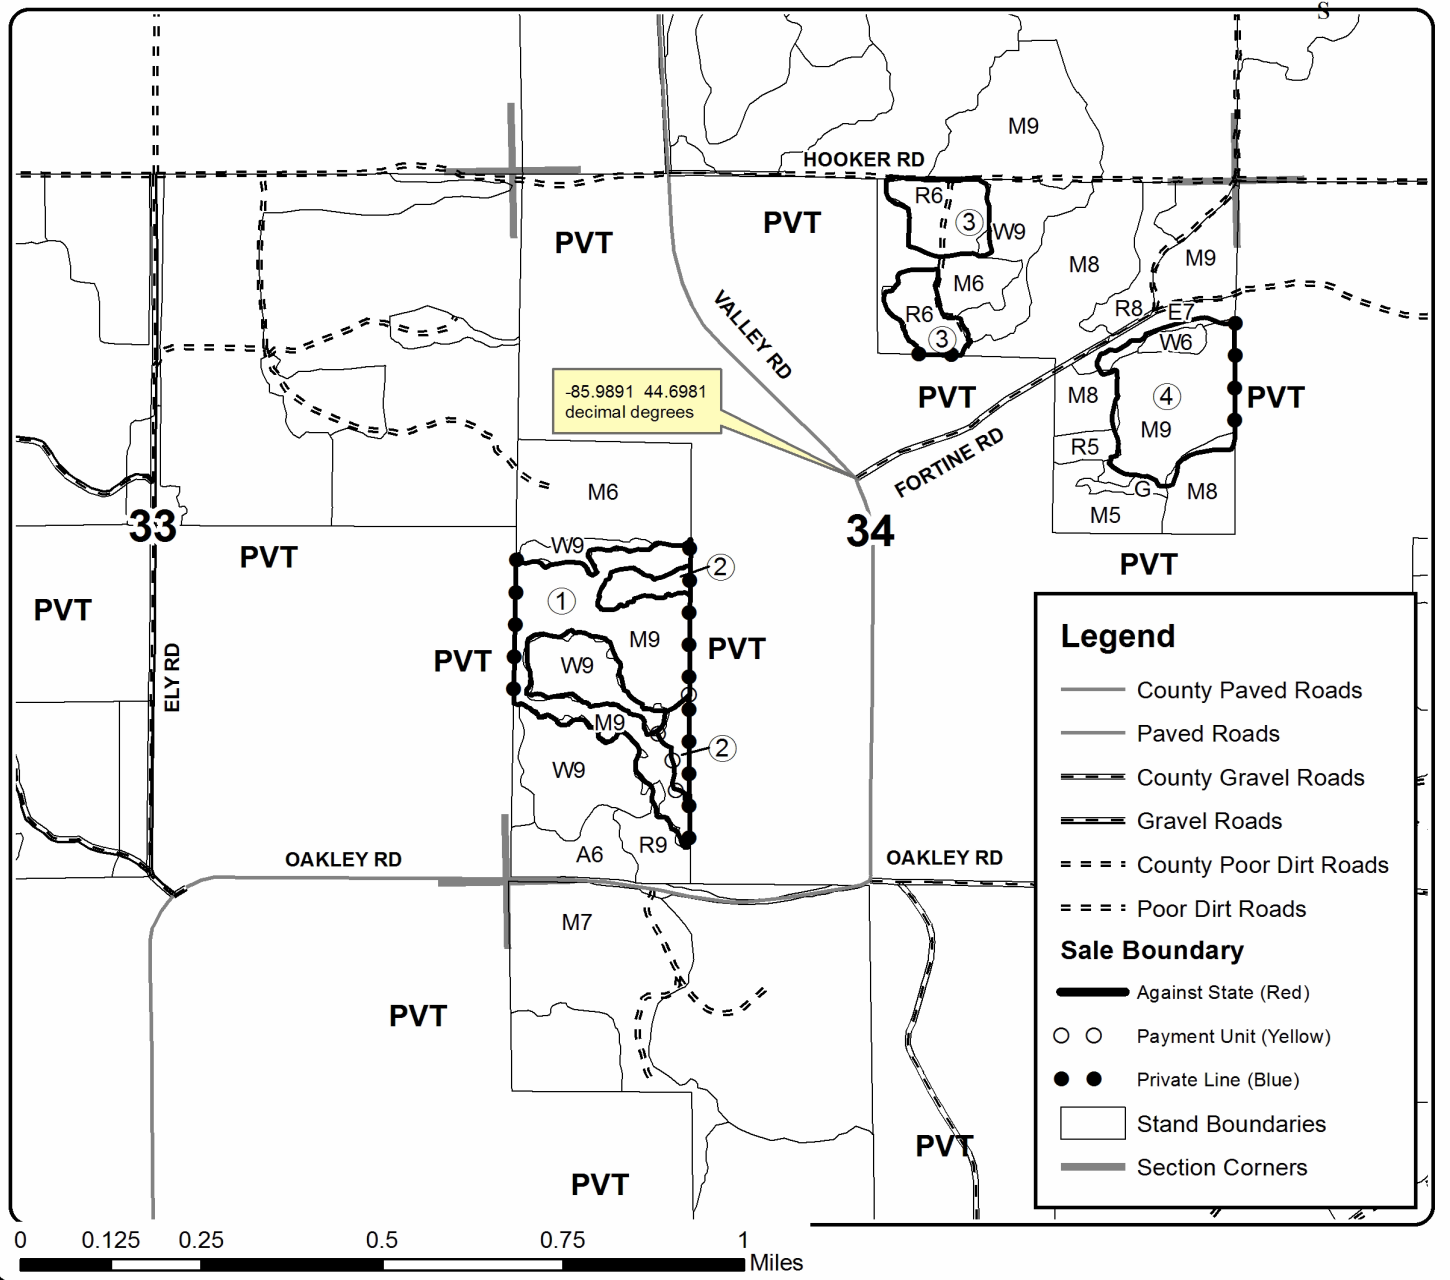 S
M9
HOOKER RD
R6
3
W9
PVT
PVT
M8
M9
M6
R8
E7
R6
3
W6
VALLEY RD
-85.9891 44.6981
decimal degrees
PVT
M8
4
PVT
M9
R5
FORTINE RD
M6
G
M8
M5
33
34
W9
PVT
2
PVT
1
PVT
M9
PVT
PVT
W9
ELY RD
M9
2
W9
R9
A6
OAKLEY RD
OAKLEY RD
M7
PVT
PVT
PVT
Legend
County Paved Roads
Paved Roads
County Gravel Roads
Gravel Roads
County Poor Dirt Roads
Poor Dirt Roads
Sale Boundary
Against State (Red)
Payment Unit (Yellow)
Private Line (Blue)
Stand Boundaries
Section Corners
0 0.125 0.25 0.5 0.75 1
Miles